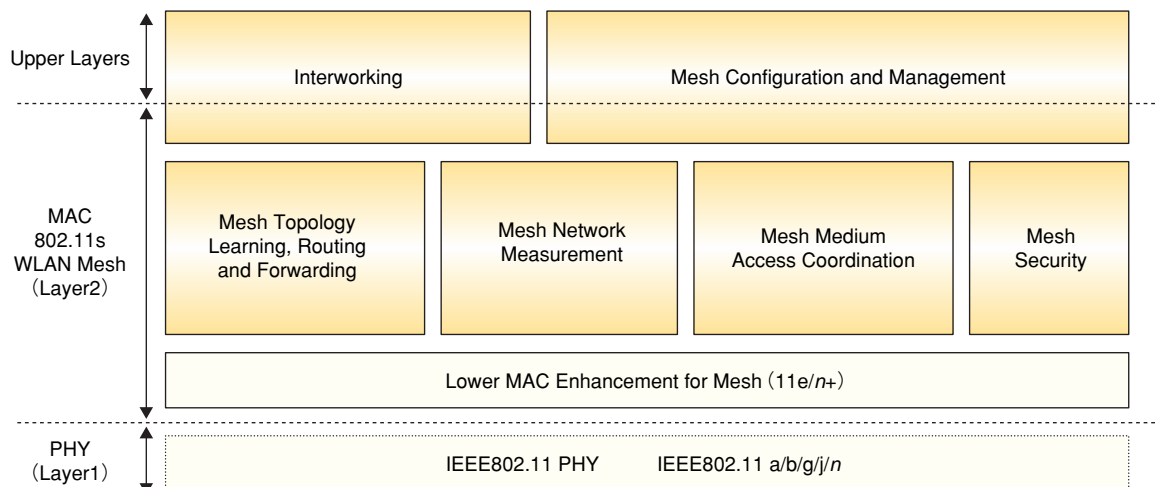 Upper Layers
Interworking
Mesh Configuration and Management
MAC
802.11s
WLAN Mesh
（Layer2）
Mesh Topology
Learning, Routing
and Forwarding
Mesh Network
Measurement
Mesh Medium
Access Coordination
Mesh
Security
Lower MAC Enhancement for Mesh（11e/n+）
PHY
（Layer1）
IEEE802.11 PHY IEEE802.11 a/b/g/j/n